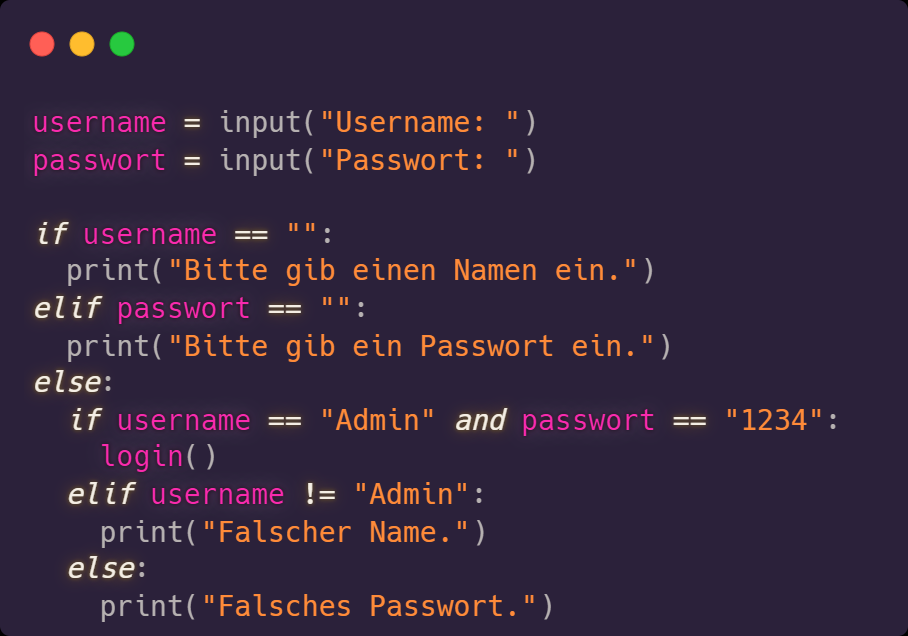 username = input("Username: ")
passwort = input("Passwort: ")

if username == "":
  print("Bitte gib einen Namen ein.")
elif passwort == "":
  print("Bitte gib ein Passwort ein.")
else:
  if username == "Admin" and passwort == "1234":
    login()
  elif username != "Admin":
    print("Falscher Name.")
  else:
    print("Falsches Passwort.")